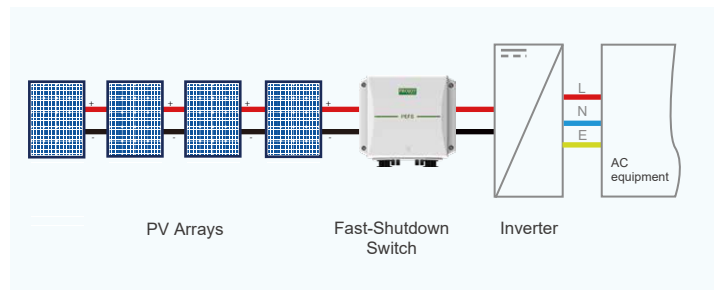 +
+
+
+
-
-
-
-
L
N
E
AC
equipment
PV Arrays
Fast-Shutdown
Switch
Inverter